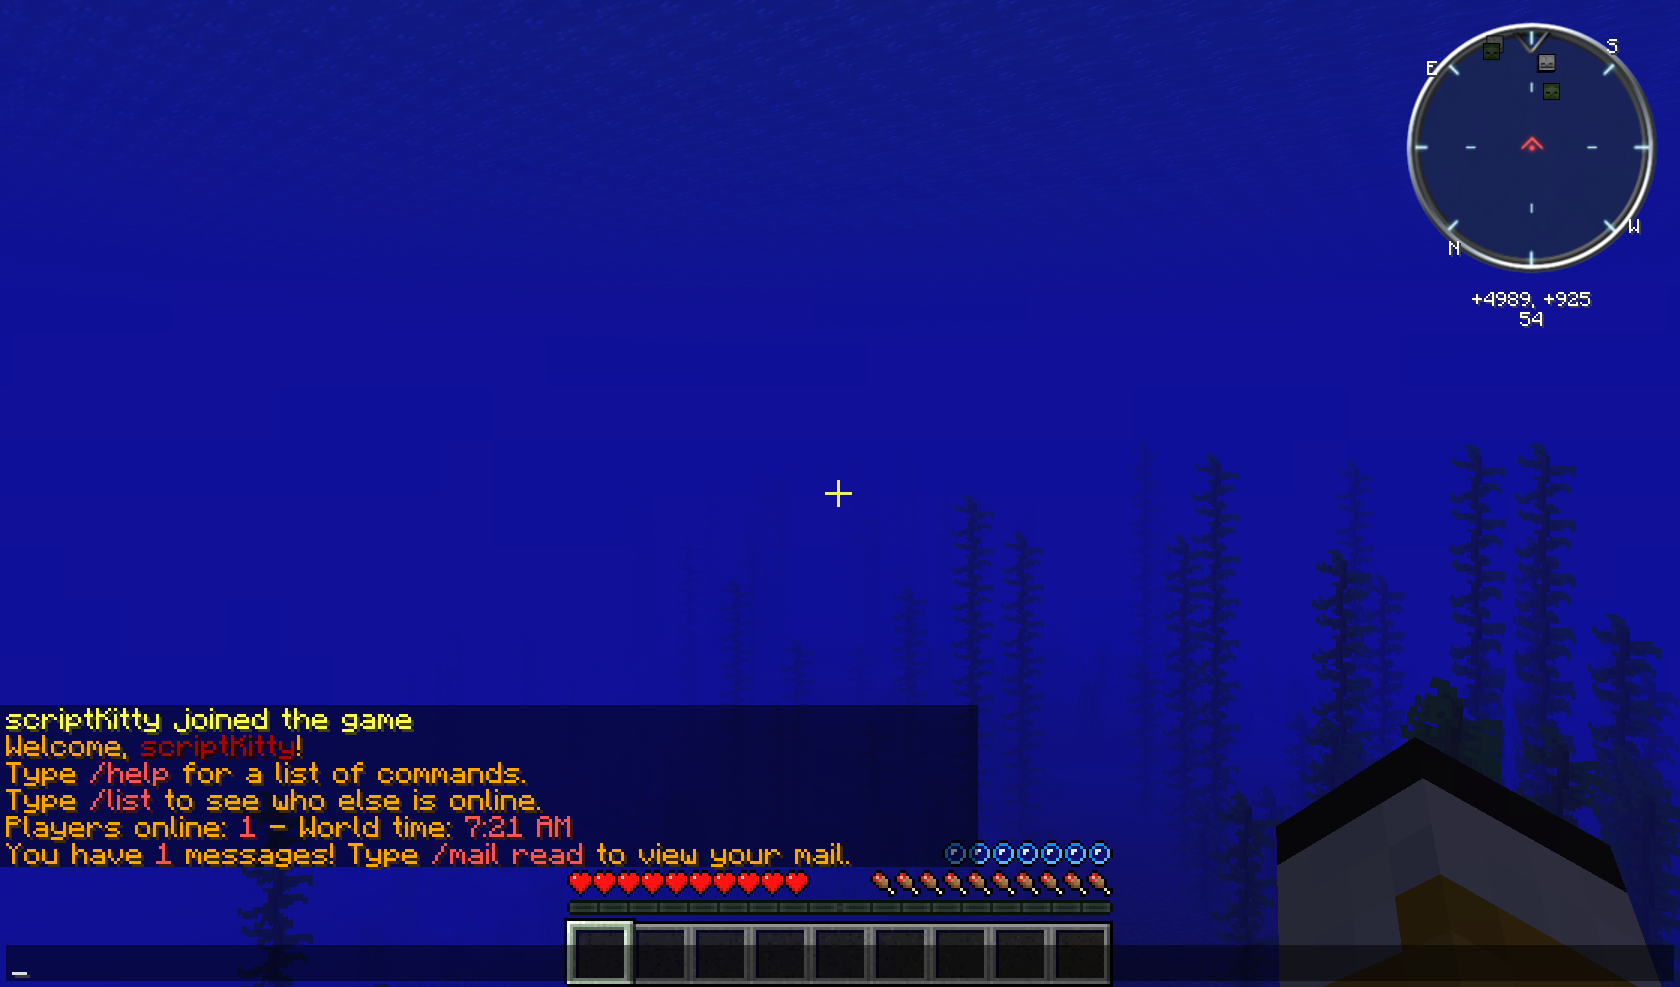 S
E
W
N
+4989, +925
54
scriptKitty joined the game
Welcome, scriptKitty!
Type /help for a list of commands.
Type /list to see who else is online.
Players online: 1 – World time: 7:21 AM
You have 1 messages! Type /mail read to view your mail.
_